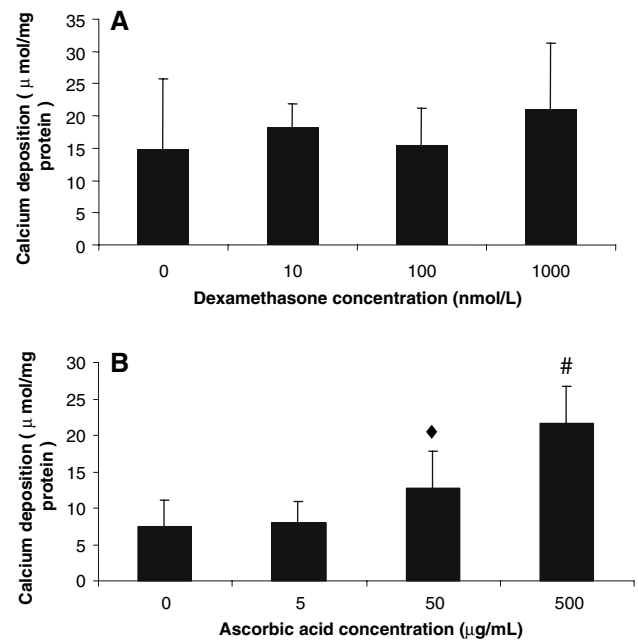 A
Calcium deposition ( μ mol/mg
protein )
35
30
25
20
15
10
5
0
0 10 100 1000
Dexamethasone concentration (nmol/L)
B
Calcium deposition ( μ mol/mg
protein )
30
25
20
15
10
5
0
♦
#
0 5 50 500
Ascorbic acid concentration (μg/mL)